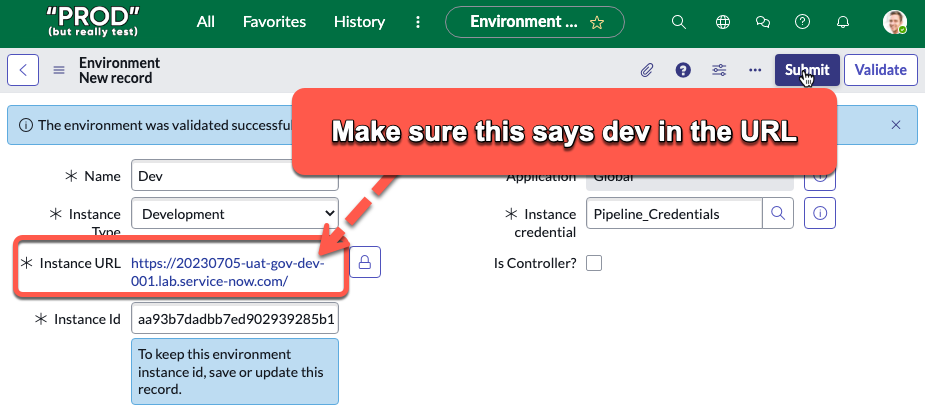 "PROD"
(but really test)
All
Favorites
History
Environment ...
Environment
New record
Submit
Validate
The environment was validated successful
Make sure this says dev in the URL
Name
Dev
Application
Global
Instance
Type
Development
Instance
credential
Pipeline_Credentials
Instance URL
https://20230705-uat-gov-dev-
001.lab.service-now.com/
Is Controller?
Instance Id
aa93b7dadbb7ed902939285b1
To keep this environment
instance id, save or update this
record.